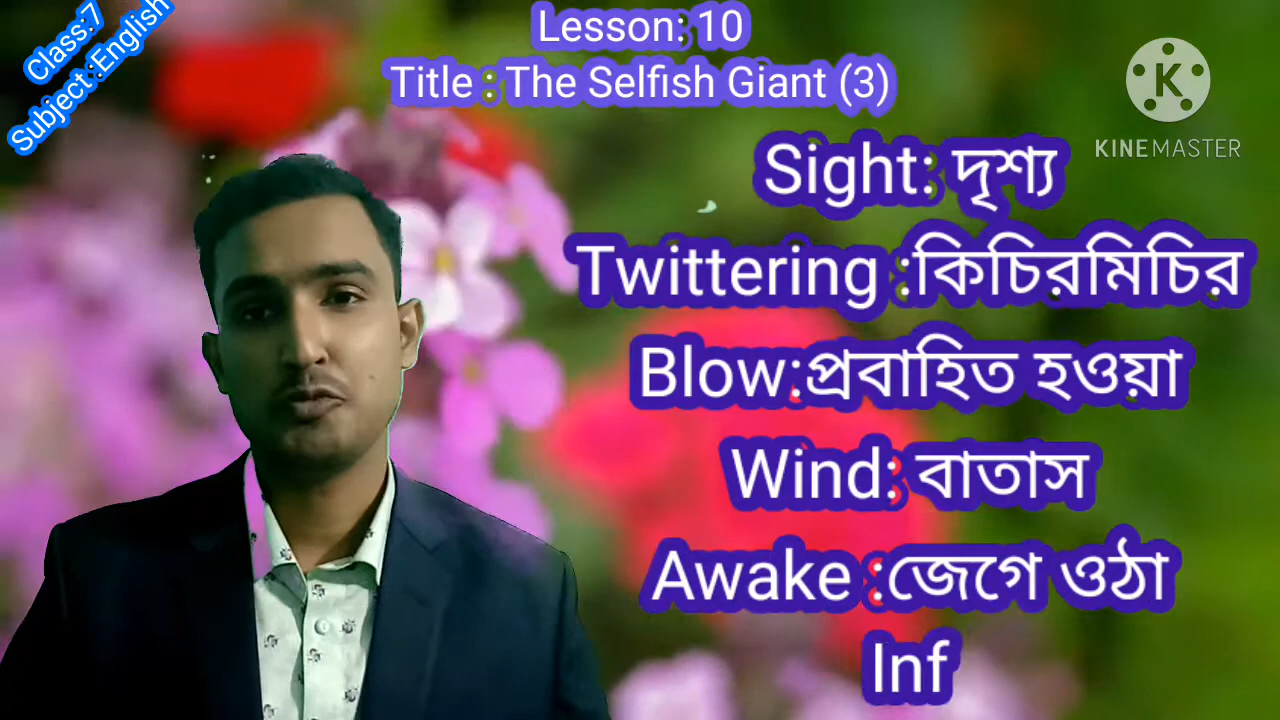 Class:7
Subject :English
Lesson: 10
Title : The Selfish Giant (3)
K
KINEMASTER
Sight: দৃশ্য
Twittering :কিচিরমিচির
Blow:প্রবাহিত হওয়া
Wind: বাতাস
Awake :জেগে ওঠা
Inf